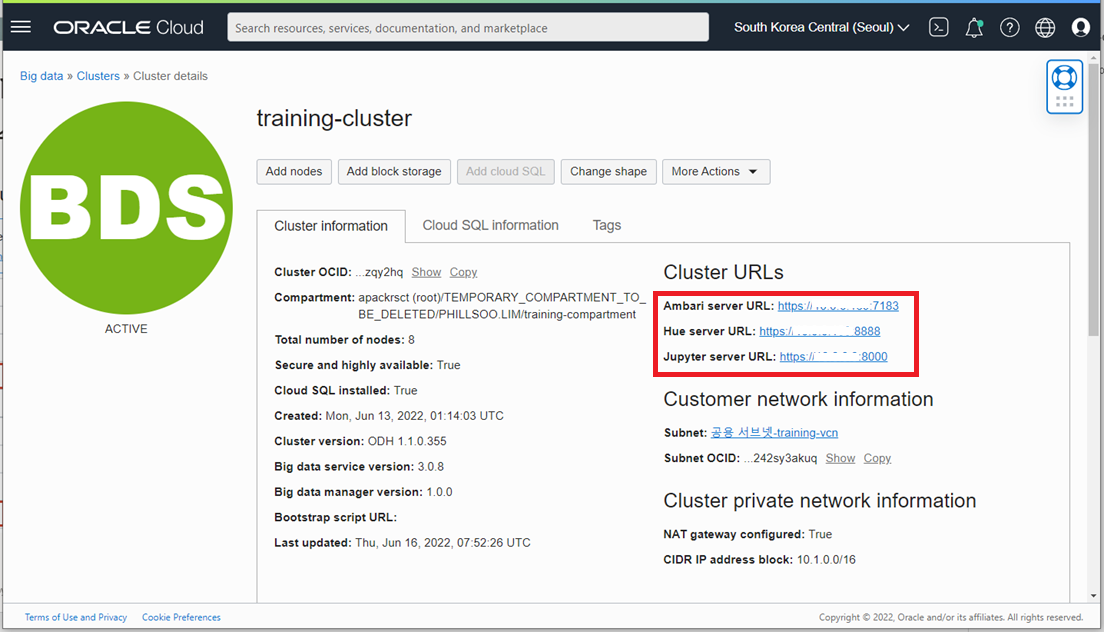 ORACLE Cloud
Search resources, services, documentation, and marketplace
South Korea Central (Seoul)
Big data » Clusters » Cluster details
BDS
ACTIVE
training-cluster
Add nodes
Add block storage
Add cloud SQL
Change shape
More Actions
Cluster information
Cloud SQL information
Tags
Cluster OCID: ...zqy2hq Show Copy
Compartment: apackrsct (root)/TEMPORARY_COMPARTMENT_TO_
BE_DELETED/PHILLSOO.LIM/training-compartment
Total number of nodes: 8
Secure and highly available: True
Cloud SQL installed: True
Created: Mon, Jun 13, 2022, 01:14:03 UTC
Cluster version: ODH 1.1.0.355
Big data service version: 3.0.8
Big data manager version: 1.0.0
Bootstrap script URL:
Last updated: Thu, Jun 16, 2022, 07:52:26 UTC
Cluster URLs
Ambari server URL: https:// :7183
Hue server URL: https:/ 8888
Jupyter server URL: https:// :8000
Customer network information
Subnet: 공용 서브넷-training-vcn
Subnet OCID: ...242sy3akuq Show Copy
Cluster private network information
NAT gateway configured: True
CIDR IP address block: 10.1.0.0/16
Terms of Use and Privacy
Cookie Preferences
Copyright © 2022, Oracle and/or its affiliates. All rights reserved.